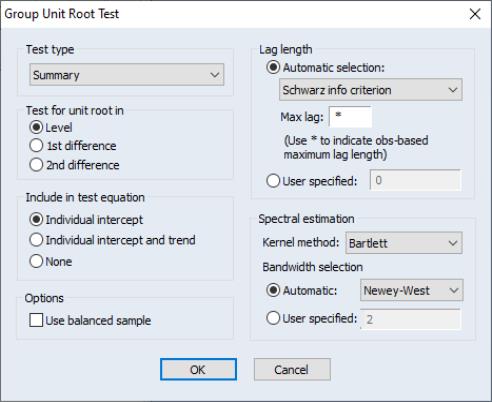 Group Unit Root Test
Test type
Summary
Test for unit root in
Level
1st difference
2nd difference
Include in test equation
Individual intercept
Individual intercept and trend
None
Options
Use balanced sample
Lag length
Automatic selection:
Schwarz info criterion
Max lag: *
(Use * to indicate obs-based
maximum lag length)
User specified: 0
Spectral estimation
Kernel method: Bartlett
Bandwidth selection
Automatic: Newey-West
User specified: 2
OK
Cancel